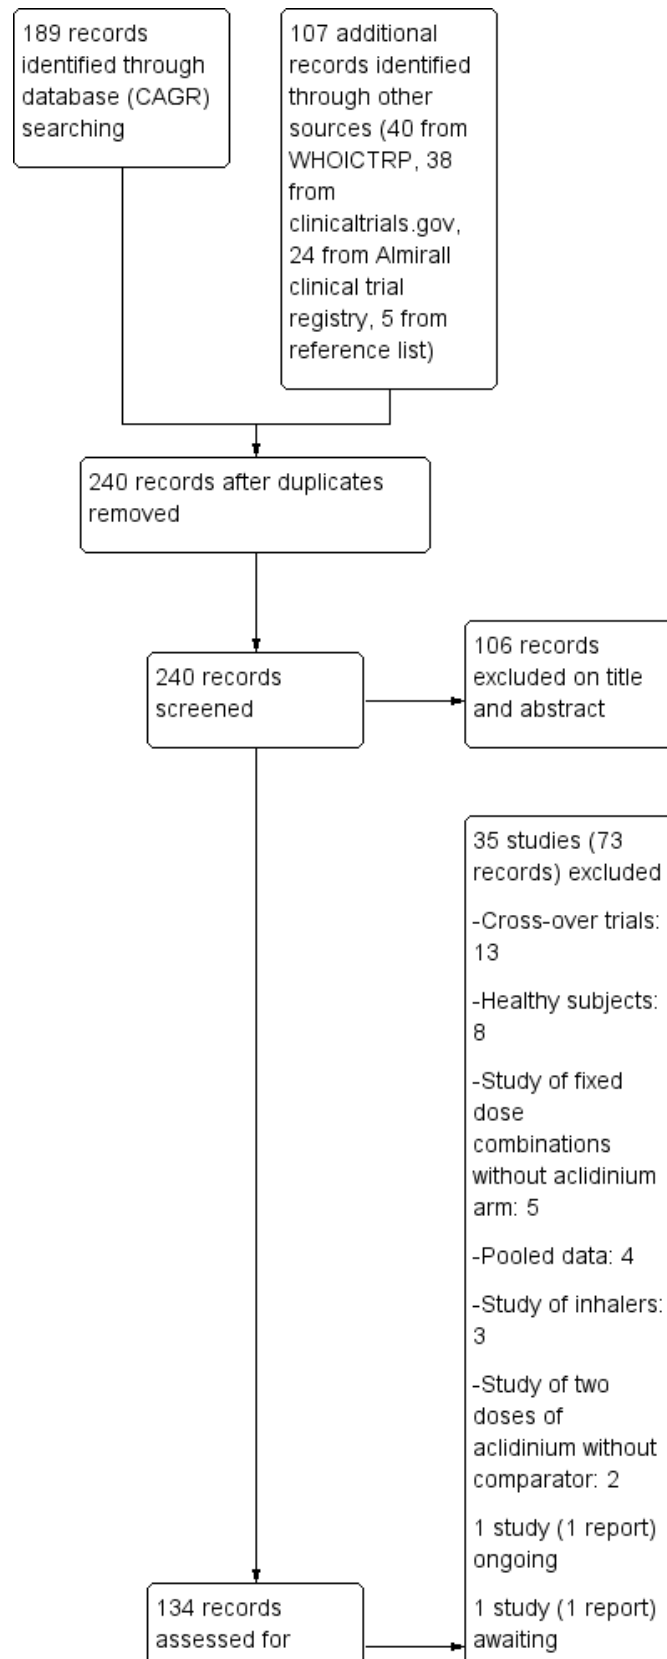 189 records
identified through
database (CAGR)
searching
107 additional
records identified
through other
sources (40 from
WHOICTRP, 38
from
clinicaltrials.gov,
24 from Almirall
clinical trial
registry, 5 from
reference list)
240 records after duplicates
removed
240 records
screened
106 records
excluded on title
and abstract
35 studies (73
records) excluded
-Cross-over trials:
13
-Healthy subjects:
8
-Study of fixed
dose
combinations
without aclidinium
arm: 5
-Pooled data: 4
-Study of inhalers:
3
-Study of two
doses of
aclidinium without
comparator: 2
1 study (1 report)
ongoing
1 study (1 report)
awaiting
134 records
assessed for